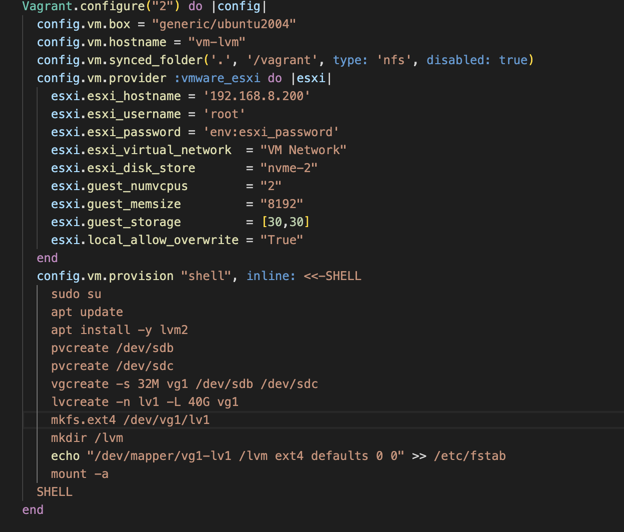 Vagrant.configure("2") do |config|
  config.vm.box = "generic/ubuntu2004"
  config.vm.hostname = "vm-lvm"
  config.vm.synced_folder('.', '/vagrant', type: 'nfs', disabled: true)
  config.vm.provider :vmware_esxi do |esxi|
    esxi.esxi_hostname = '192.168.8.200'
    esxi.esxi_username = 'root'
    esxi.esxi_password = 'env:esxi_password'
    esxi.esxi_virtual_network  = "VM Network"
    esxi.esxi_disk_store       = "nvme-2"
    esxi.guest_numvcpus        = "2"
    esxi.guest_memsize         = "8192"
    esxi.guest_storage         = [30,30]
    esxi.local_allow_overwrite = "True"
  end
  config.vm.provision "shell", inline: <<-SHELL
    sudo su
    apt update
    apt install -y lvm2
    pvcreate /dev/sdb
    pvcreate /dev/sdc
    vgcreate -s 32M vg1 /dev/sdb /dev/sdc
    lvcreate -n lv1 -L 40G vg1
    mkfs.ext4 /dev/vg1/lv1
    mkdir /lvm
    echo "/dev/mapper/vg1-lv1 /lvm ext4 defaults 0 0" >> /etc/fstab
    mount -a
  SHELL
end